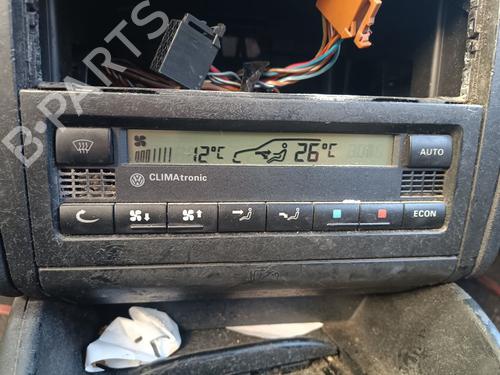 B-PARTS
12°C 26°C AUTO
CLIMAtronic
ECON